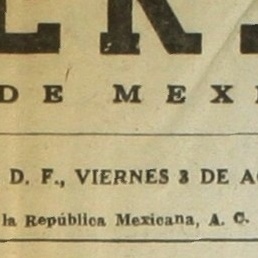 DE MEX
D. F., VIERNES 3 DE A
la República Mexicana, A. C.